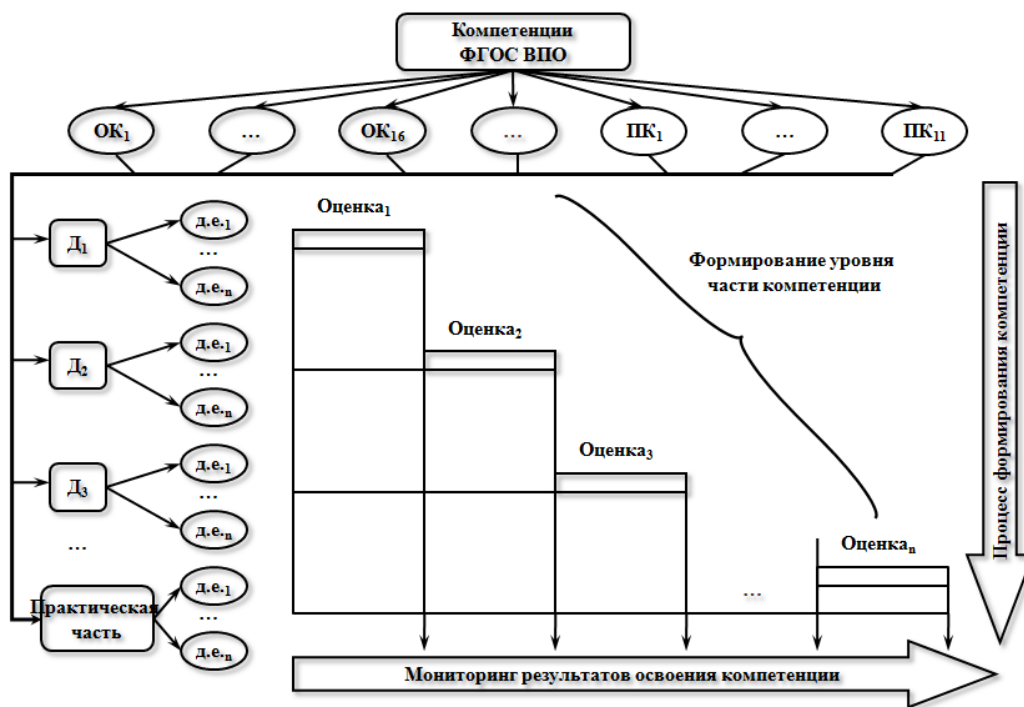 Компетенции
ФГОС ВПО
ОК1
...
ОК16
...
ПК1
...
ПК11
Оценка1
Формирование уровня
части компетенции
Д1
д.е.1
...
д.е.n
Оценка2
Д2
д.е.1
...
д.е.n
Оценка3
Д3
д.е.1
...
д.е.n
...
Оценкаn
...
Практическая
часть
д.е.1
...
д.е.n
Мониторинг результатов освоения компетенции
Процесс формирования компетенции